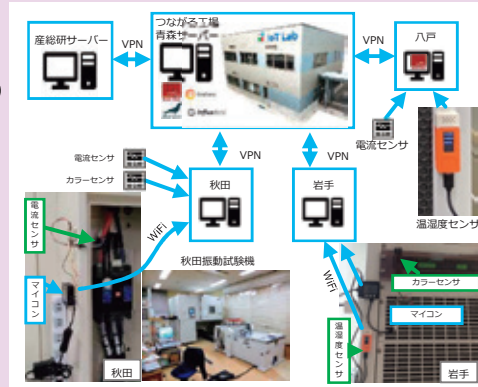 産総研サーバー
VPN
つながる工場
青森サーバー
IoT Lab
VPN
八戸
電流センサ
温湿度センサ
VPN
VPN
電流センサ
カラーセンサ
秋田
岩手
電流センサ
マイコン
WiFi
秋田
秋田振動試験機
WiFi
カラーセンサ
マイコン
温湿度センサ
岩手